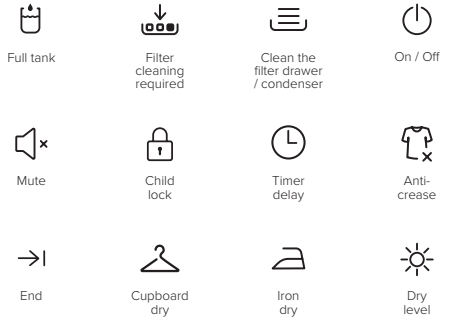 Full tank
Filter
cleaning
required
Clean the
filter drawer
/ condenser
On / Off
Mute
Child
lock
Timer
delay
Anti-
crease
End
Cupboard
dry
Iron
dry
Dry
level